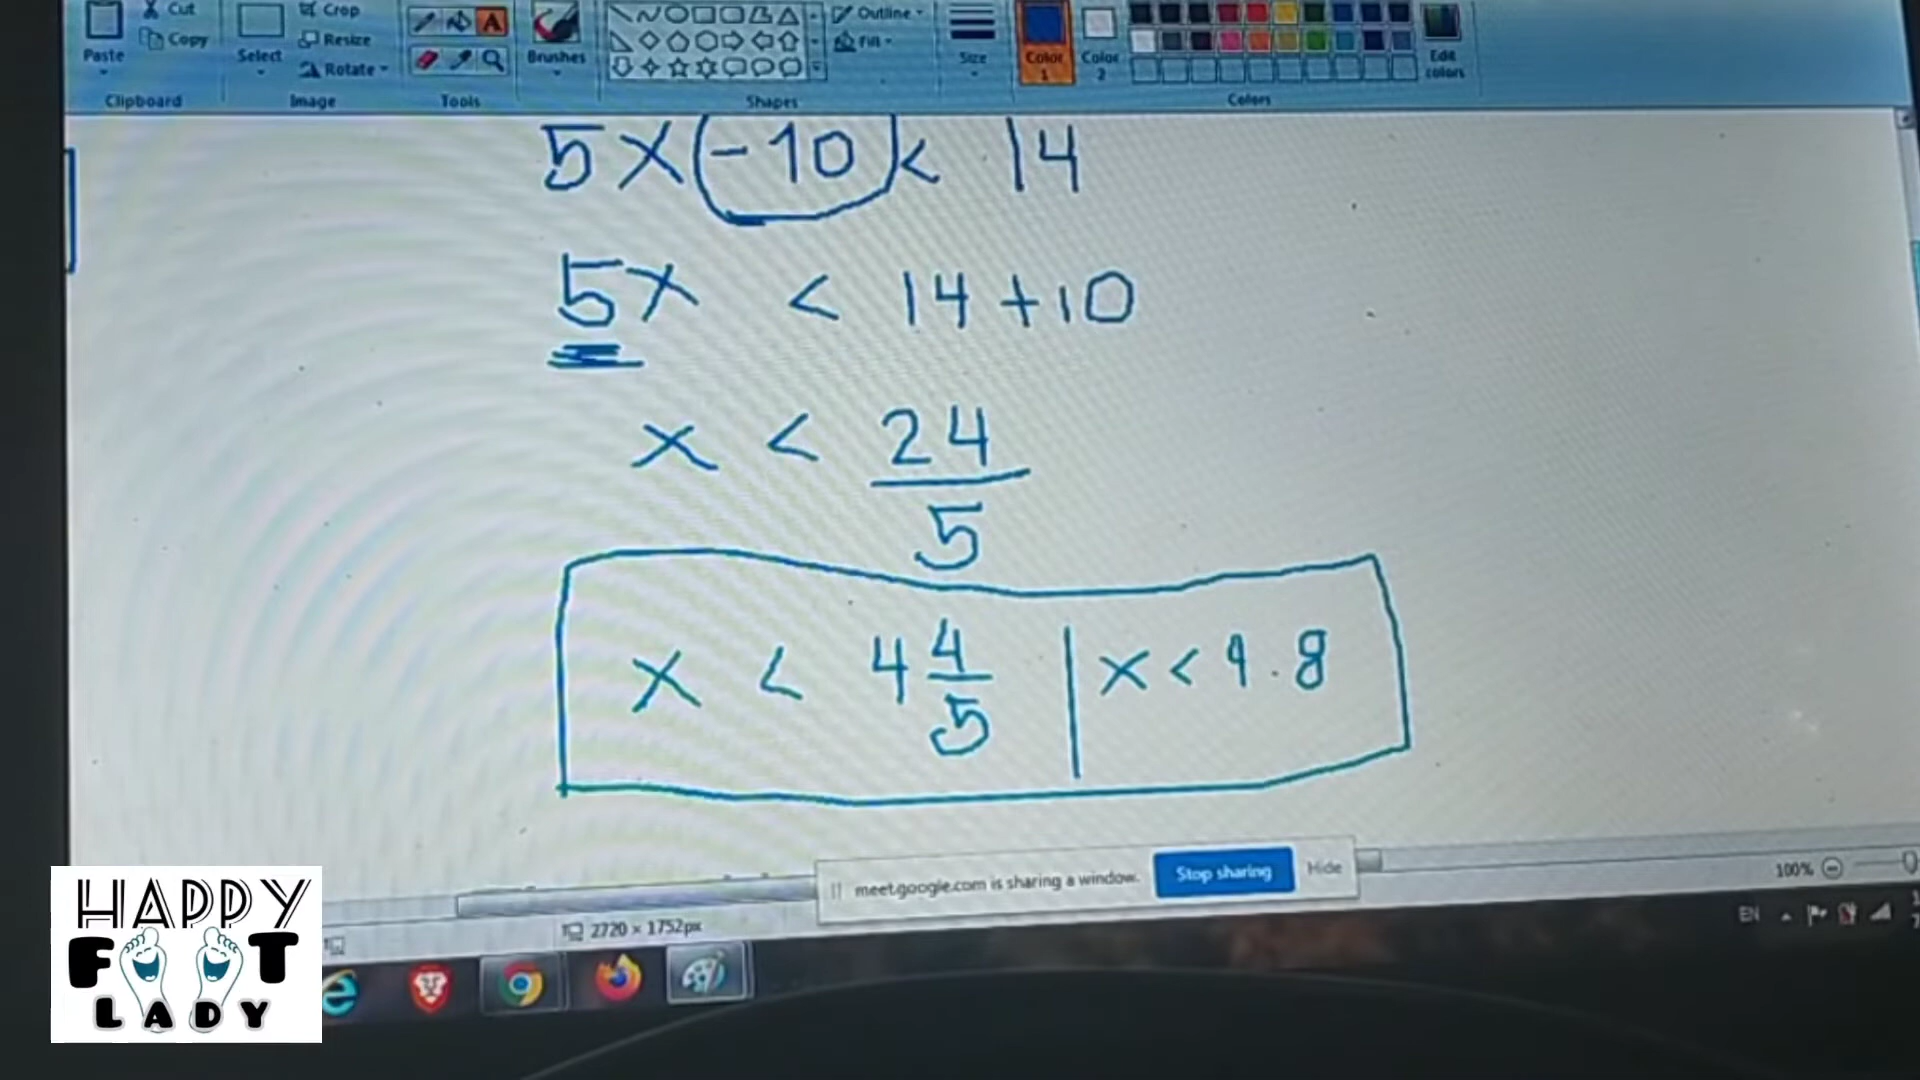 Cut
Crop
Outline
Paste
Copy
Select
Resize
Rotate
A
Brushes
Fill
Size
Color 1
Color 2
Edit colors
Clipboard
Image
Tools
Shapes
Colors
5x(-10)< 14
5x < 14+10
x < 24
5
x < 4 4/5 | x < 4.8
meet.google.com is sharing a window.
Stop sharing
Hide
100%
2720 × 1752px
EN
HAPPY
FOOT
LADY